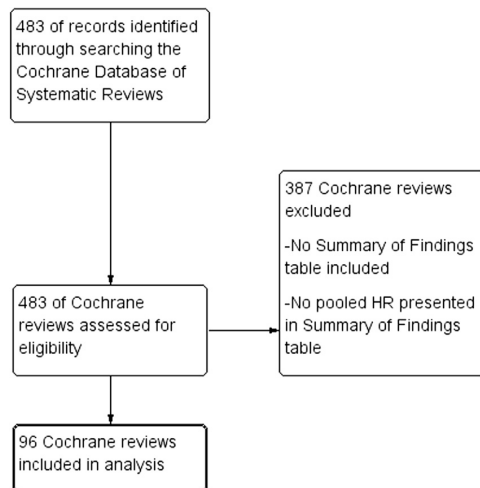 483 of records identified
through searching the
Cochrane Database of
Systematic Reviews
387 Cochrane reviews
excluded
-No Summary of Findings
table included
-No pooled HR presented
in Summary of Findings
table
483 of Cochrane
reviews assessed for
eligibility
96 Cochrane reviews
included in analysis